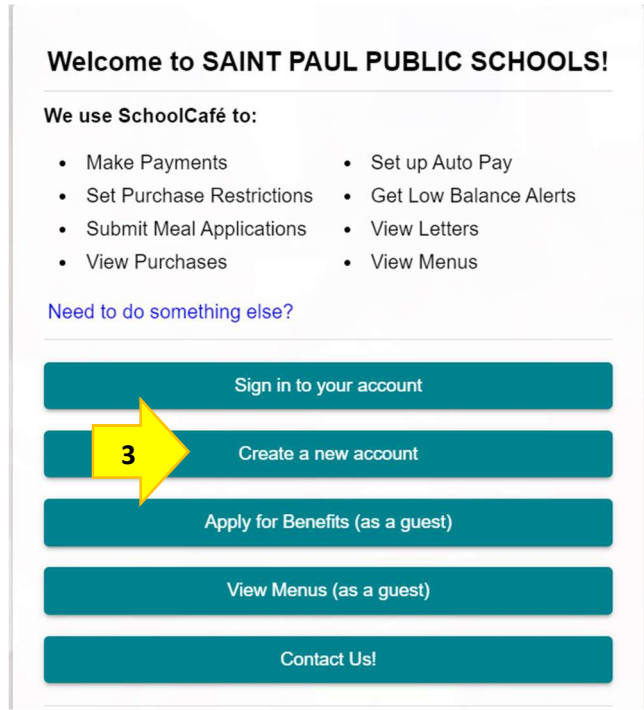 Welcome to SAINT PAUL PUBLIC SCHOOLS!
We use SchoolCafé to:
• Make Payments
• Set Purchase Restrictions
• Submit Meal Applications
• View Purchases
• Set up Auto Pay
• Get Low Balance Alerts
• View Letters
• View Menus
Need to do something else?
Sign in to your account
3
Create a new account
Apply for Benefits (as a guest)
View Menus (as a guest)
Contact Us!